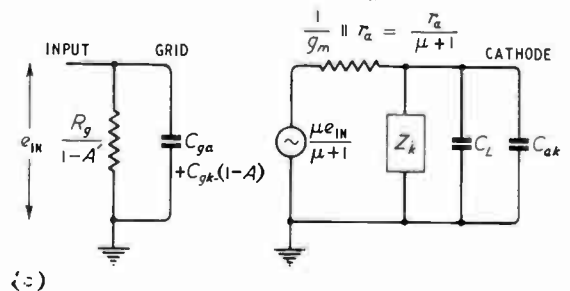 1/g_m ∥ r_a = r_a/(μ+1)
INPUT GRID CATHODE
e_IN
R_g/(1-A')
C_ga
+C_gk(1-A)
μe_IN/(μ+1)
Z_k
C_L
C_ak